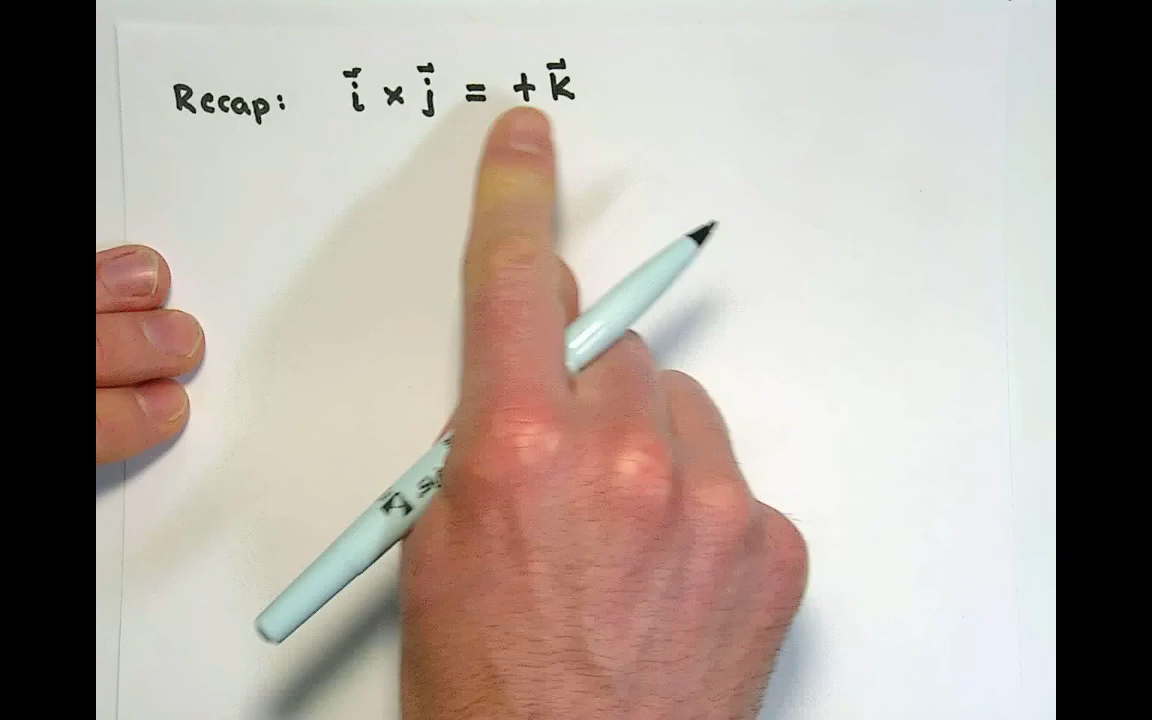 Recap: i⃗ × j⃗ = +k⃗